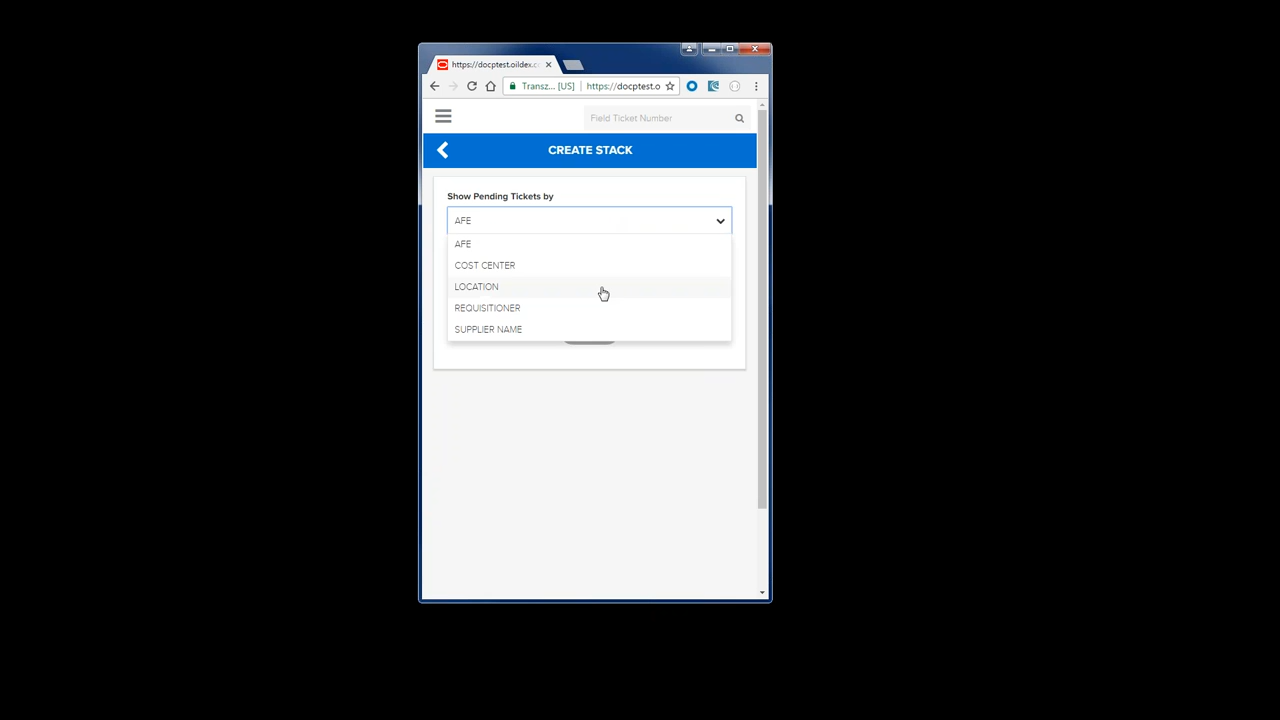 https://docptest.oildex.c
Transz... [US] https://docptest.o
Field Ticket Number
CREATE STACK
Show Pending Tickets by
AFE
AFE
COST CENTER
LOCATION
REQUISITIONER
SUPPLIER NAME